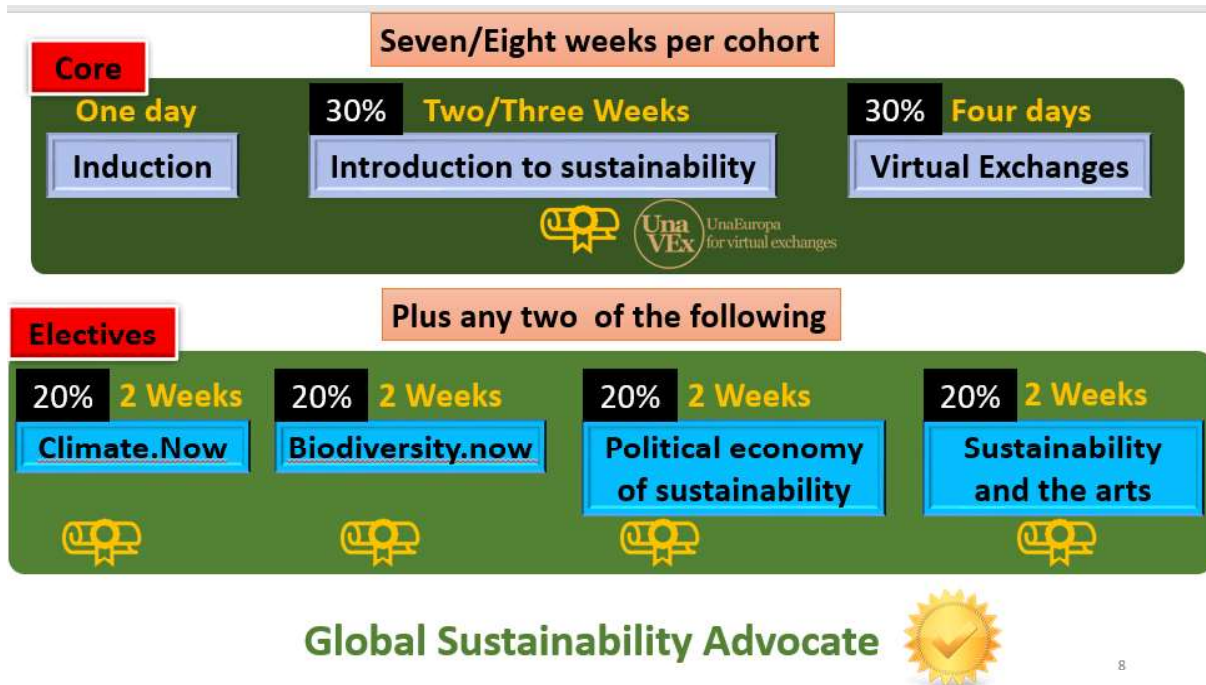 Seven/Eight weeks per cohort
Core
One day
30% Two/Three Weeks
30% Four days
Induction
Introduction to sustainability
Virtual Exchanges
Una
VEx
UnaEuropa
for virtual exchanges
Plus any two of the following
Electives
20% 2 Weeks
20% 2 Weeks
20% 2 Weeks
20% 2 Weeks
Climate.Now
Biodiversity.now
Political economy
of sustainability
Sustainability
and the arts
Global Sustainability Advocate
8